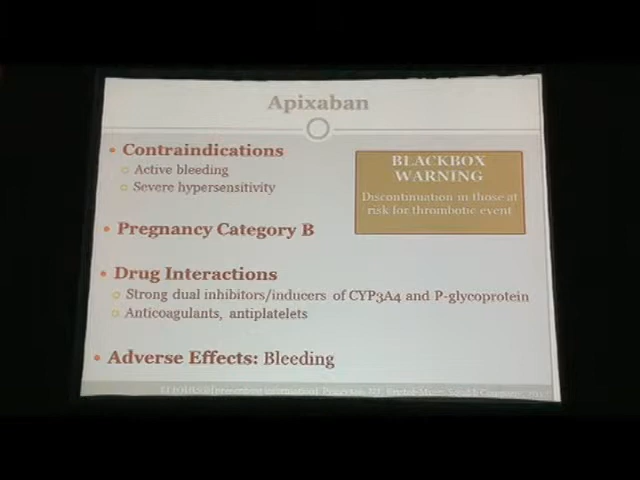 Apixaban
• Contraindications
○ Active bleeding
○ Severe hypersensitivity
BLACKBOX
WARNING
Discontinuation in those at
risk for thrombotic event
• Pregnancy Category B
• Drug Interactions
○ Strong dual inhibitors/inducers of CYP3A4 and P-glycoprotein
○ Anticoagulants, antiplatelets
• Adverse Effects: Bleeding
ELIQUIS